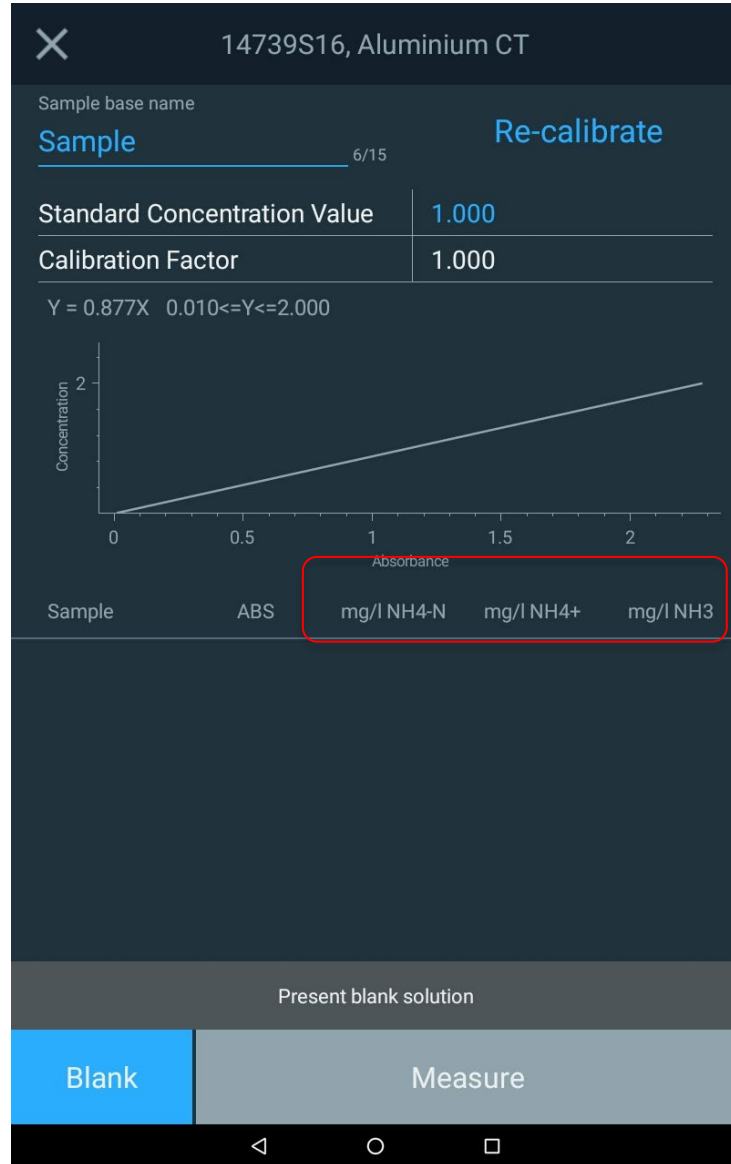 14739S16, Aluminium CT
Sample base name
Sample 6/15 Re-calibrate
Standard Concentration Value 1.000
Calibration Factor 1.000
Y = 0.877X 0.010<=Y<=2.000
Concentration
2
0 0.5 1 1.5 2
Absorbance
Sample ABS mg/l NH4-N mg/l NH4+ mg/l NH3
Present blank solution
Blank Measure